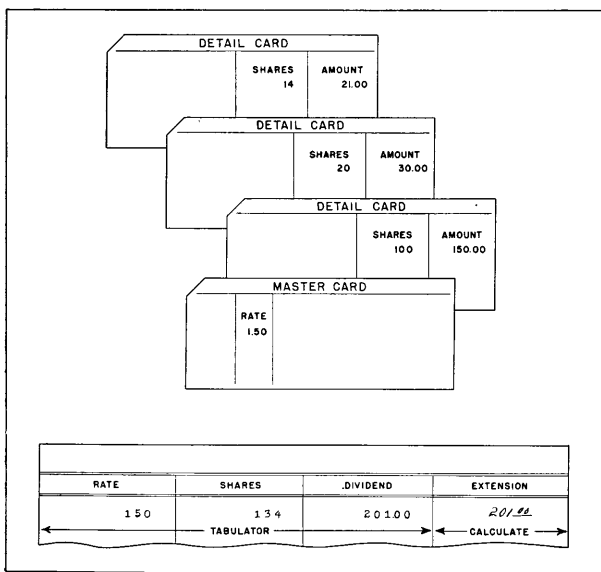 DETAIL CARD
SHARES AMOUNT
14 21.00
DETAIL CARD
SHARES AMOUNT
20 30.00
DETAIL CARD
SHARES AMOUNT
100 150.00
MASTER CARD
RATE
1.50
RATE SHARES .DIVIDEND EXTENSION
150 134 20100 201.00
TABULATOR CALCULATE